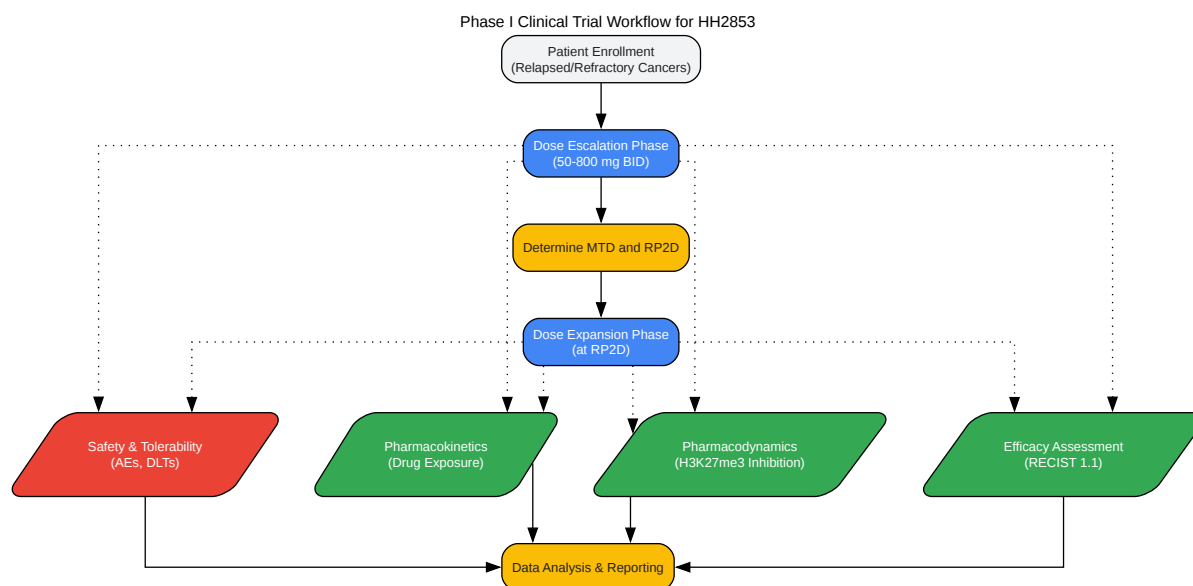 Phase I Clinical Trial Workflow for HH2853
Patient Enrollment
(Relapsed/Refractory Cancers)
Dose Escalation Phase
(50-800 mg BID)
Determine MTD and RP2D
Dose Expansion Phase
(at RP2D)
Safety & Tolerability
(AEs, DLTs)
Pharmacokinetics
(Drug Exposure)
Pharmacodynamics
(H3K27me3 Inhibition)
Efficacy Assessment
(RECIST 1.1)
Data Analysis & Reporting